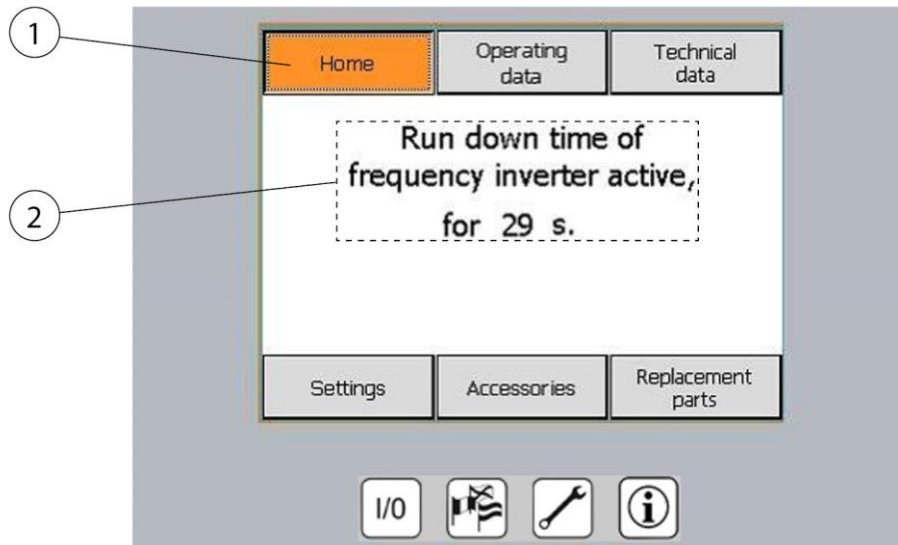 1
Home
Operating
data
Technical
data
Run down time of
frequency inverter active,
for 29 s.
2
Settings
Accessories
Replacement
parts
I/0
i